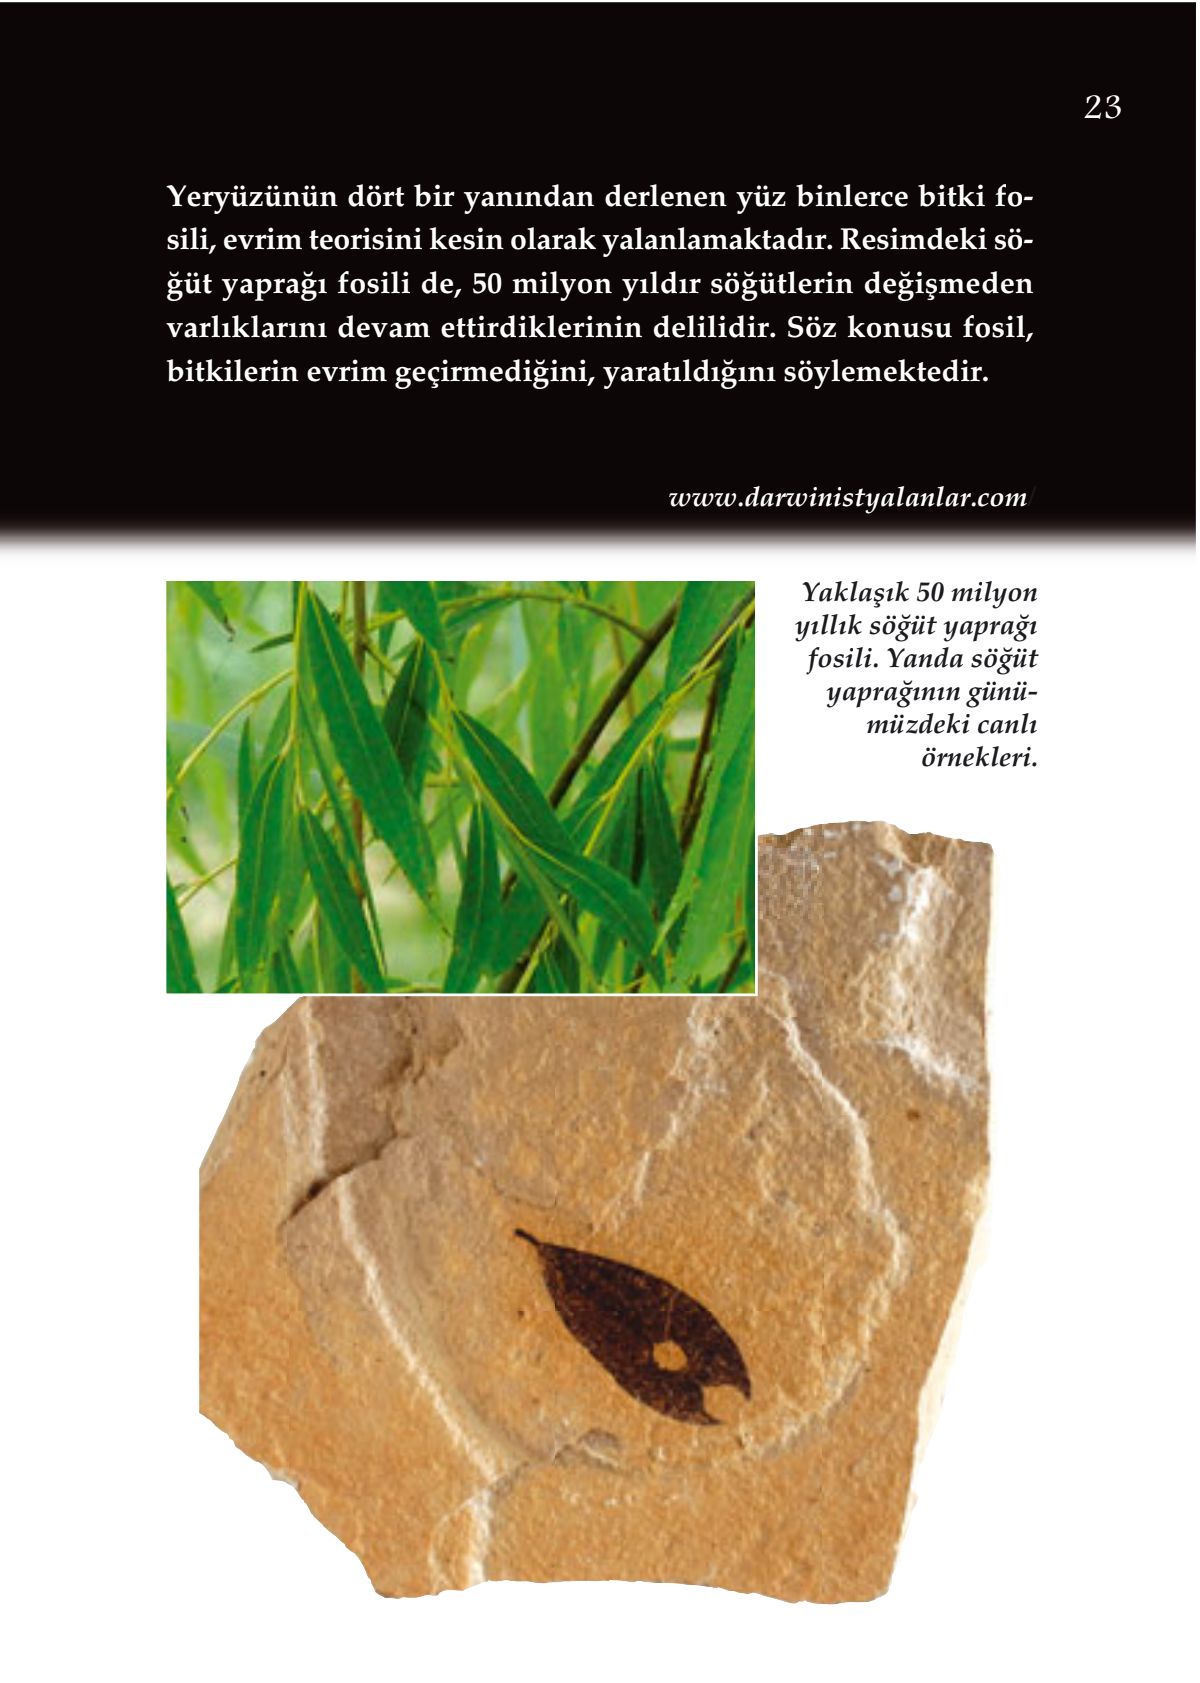 23
Yeryüzünün dört bir yanından derlenen yüz binlerce bitki fo-
sili, evrim teorisini kesin olarak yalanlamaktadır. Resimdeki sö-
ğüt yaprağı fosili de, 50 milyon yıldır söğütlerin değişmeden
varlıklarını devam ettirdiklerinin delilidir. Söz konusu fosil,
bitkilerin evrim geçirmediğini, yaratıldığını söylemektedir.
www.darwinistyalanlar.com/
Yaklaşık 50 milyon
yıllık söğüt yaprağı
fosili. Yanda söğüt
yaprağının günü-
müzdeki canlı
örnekleri.